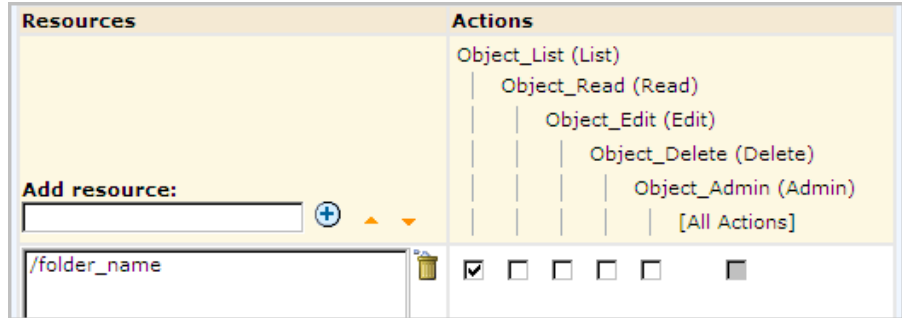 Resources
Actions
Object_List (List)
Object_Read (Read)
Object_Edit (Edit)
Object_Delete (Delete)
Object_Admin (Admin)
[All Actions]
Add resource:
/folder_name